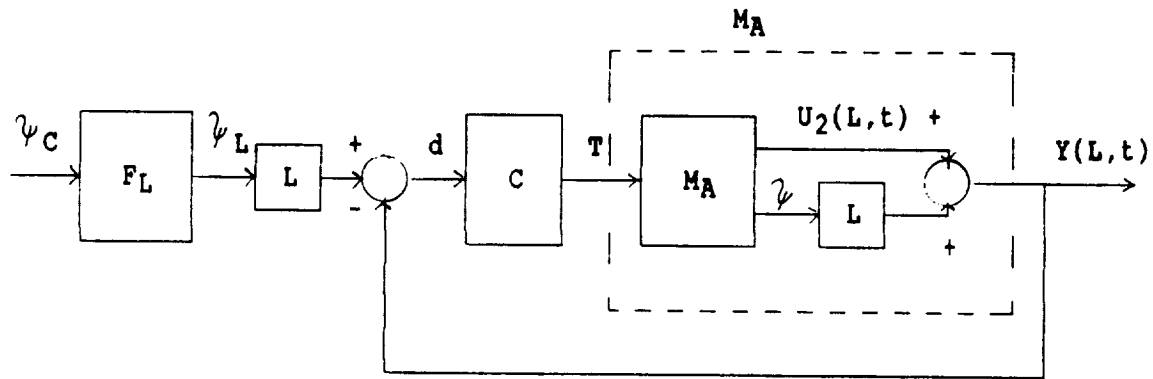 M_A
ψ_C
F_L
ψ_L
L
+
-
d
C
T
M_A
U_2(L,t) +
ψ
L
+
Y(L,t)